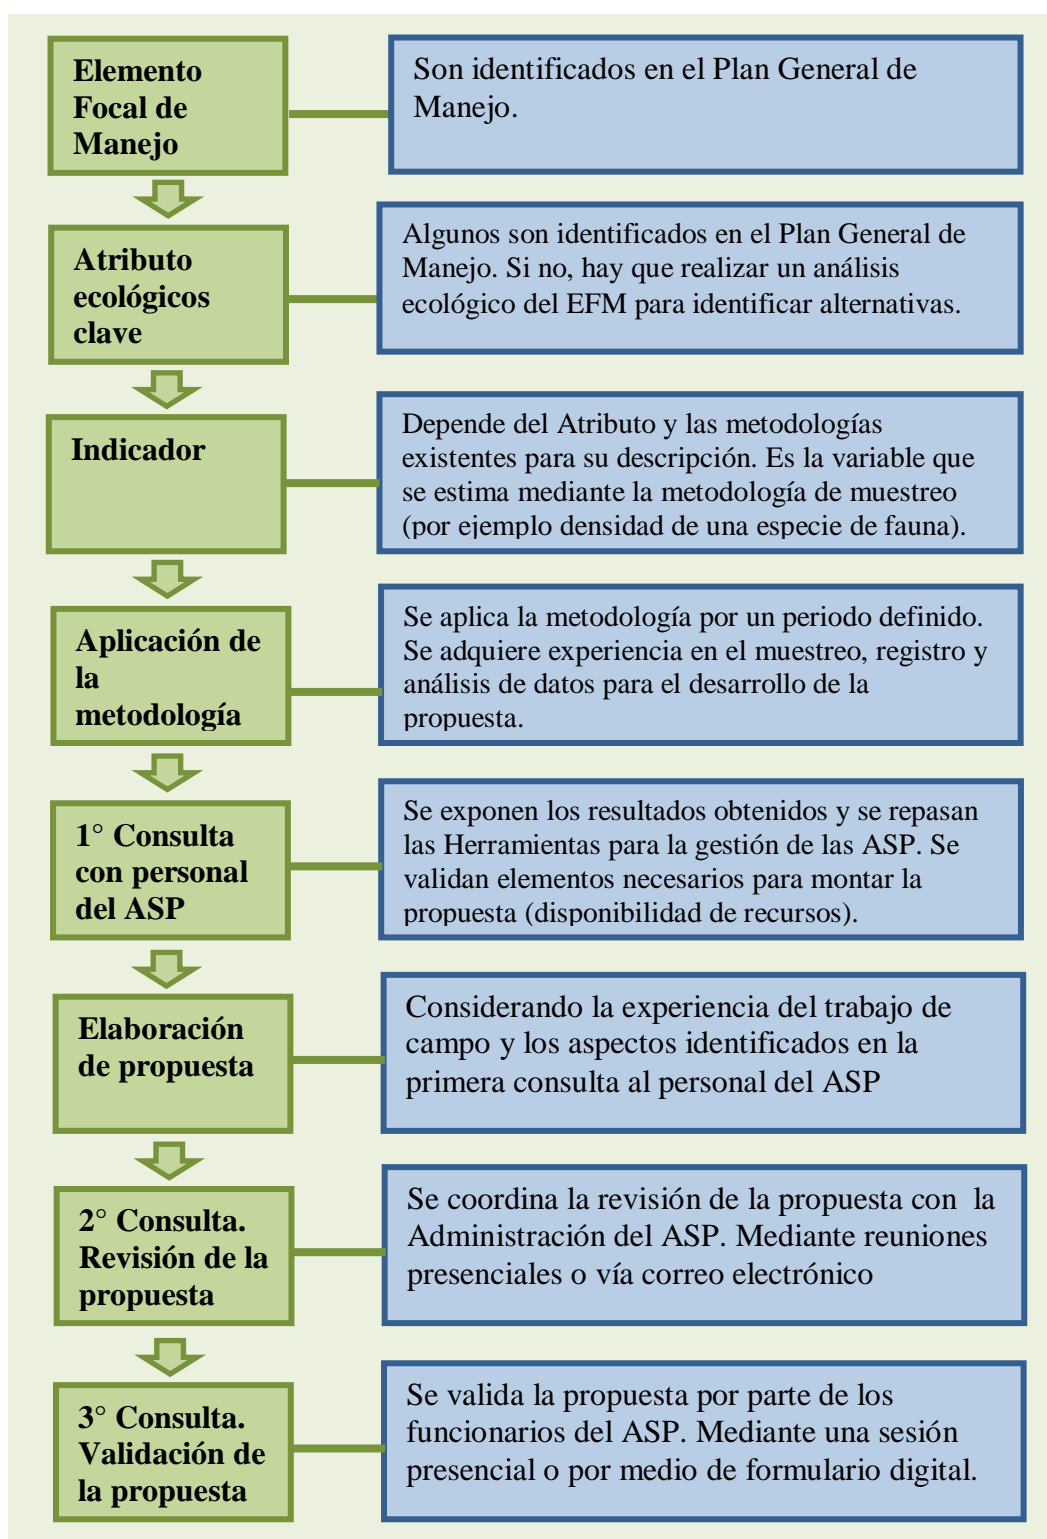 Elemento
Focal de
Manejo
Son identificados en el Plan General de
Manejo.
Atributo
ecológicos
clave
Algunos son identificados en el Plan General de
Manejo. Si no, hay que realizar un análisis
ecológico del EFM para identificar alternativas.
Indicador
Depende del Atributo y las metodologías
existentes para su descripción. Es la variable que
se estima mediante la metodología de muestreo
(por ejemplo densidad de una especie de fauna).
Aplicación de
la
metodología
Se aplica la metodología por un periodo definido.
Se adquiere experiencia en el muestreo, registro y
análisis de datos para el desarrollo de la
propuesta.
1° Consulta
con personal
del ASP
Se exponen los resultados obtenidos y se repasan
las Herramientas para la gestión de las ASP. Se
validan elementos necesarios para montar la
propuesta (disponibilidad de recursos).
Elaboración
de propuesta
Considerando la experiencia del trabajo de
campo y los aspectos identificados en la
primera consulta al personal del ASP
2° Consulta.
Revisión de la
propuesta
Se coordina la revisión de la propuesta con  la
Administración del ASP. Mediante reuniones
presenciales o vía correo electrónico
3° Consulta.
Validación de
la propuesta
Se valida la propuesta por parte de los
funcionarios del ASP. Mediante una sesión
presencial o por medio de formulario digital.